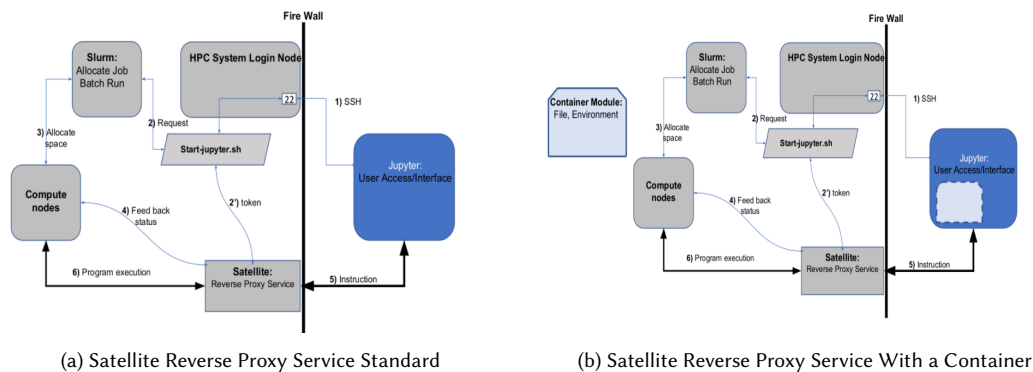 Fire Wall
Slurm:
Allocate Job
Batch Run
HPC System Login Node
22
1) SSH
2) Request
3) Allocate
space
Start-jupyter.sh
Jupyter:
User Access/Interface
Compute
nodes
2') token
4) Feed back
status
6) Program execution
Satellite:
Reverse Proxy Service
5) Instruction
(a) Satellite Reverse Proxy Service Standard
Fire Wall
Slurm:
Allocate Job
Batch Run
HPC System Login Node
22
1) SSH
Container Module:
File, Environment
2) Request
3) Allocate
space
Start-jupyter.sh
Jupyter:
User Access/Interface
Compute
nodes
2') token
4) Feed back
status
6) Program execution
Satellite:
Reverse Proxy Service
5) Instruction
(b) Satellite Reverse Proxy Service With a Container